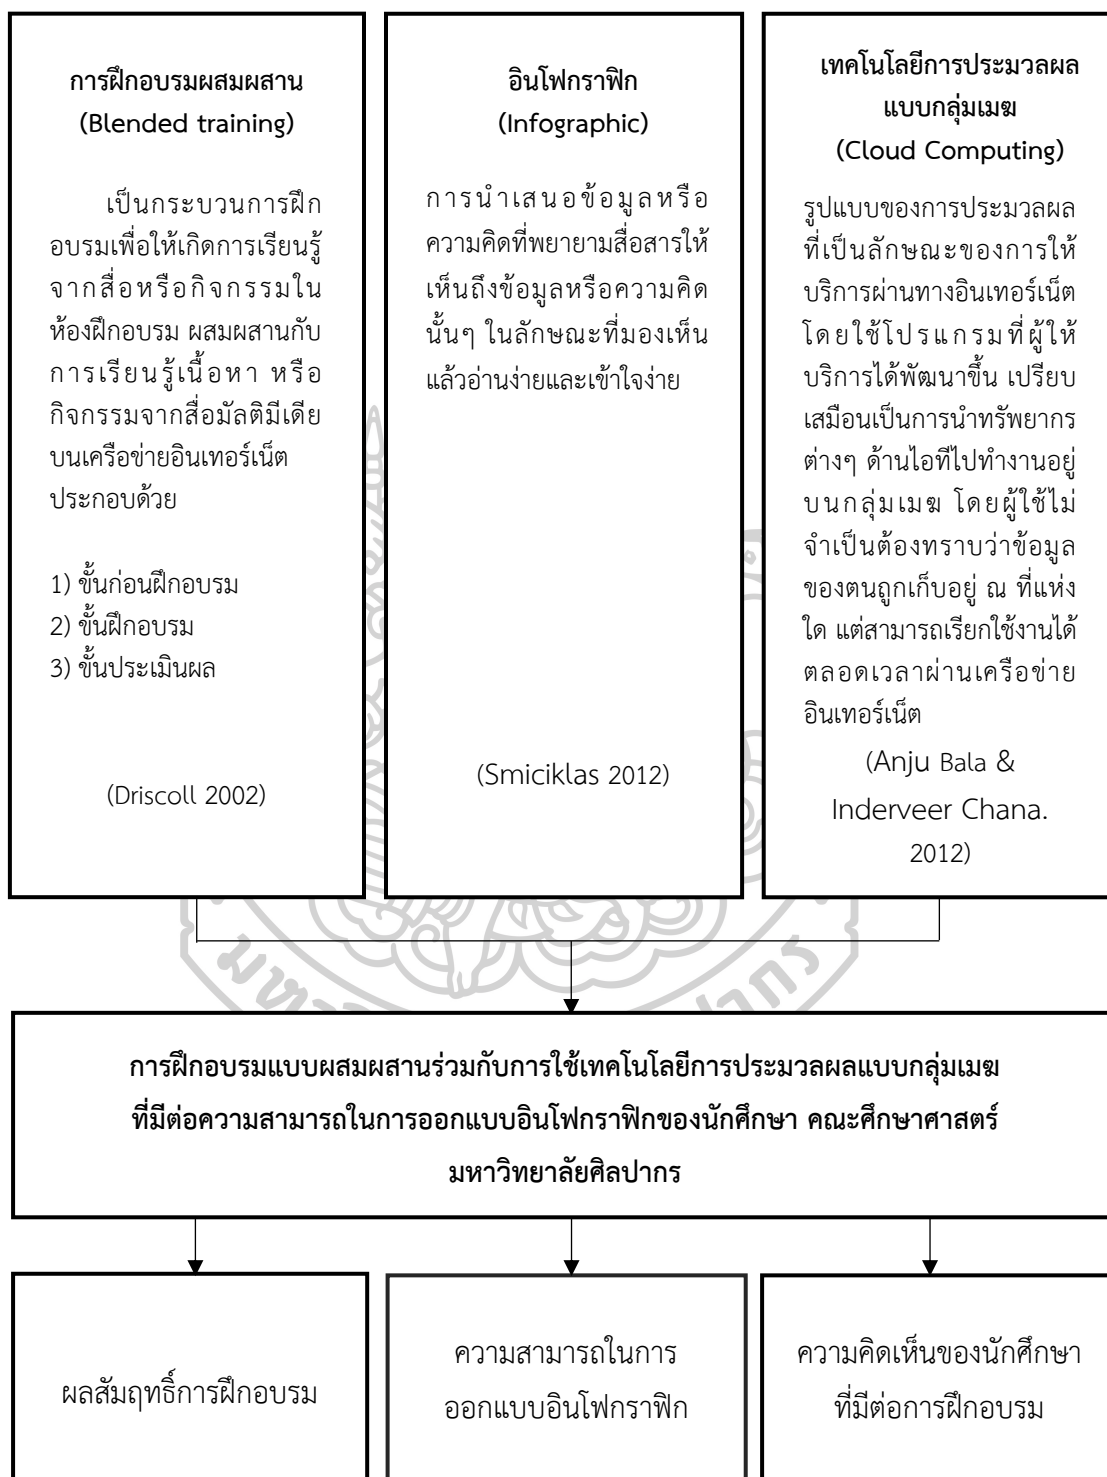 การฝึกอบรมผสมผสาน
(Blended training)
เป็นกระบวนการฝึก
อบรมเพื่อให้เกิดการเรียนรู้
จากสื่อหรือกิจกรรมใน
ห้องฝึกอบรม ผสมผสานกับ
การเรียนรู้เนื้อหา หรือ
กิจกรรมจากสื่อมัลติมีเดีย
บนเครือข่ายอินเทอร์เน็ต
ประกอบด้วย
1) ขั้นก่อนฝึกอบรม
2) ขั้นฝึกอบรม
3) ขั้นประเมินผล
(Driscoll 2002)
อินโฟกราฟิก
(Infographic)
การนำเสนอข้อมูลหรือ
ความคิดที่พยายามสื่อสารให้
เห็นถึงข้อมูลหรือความคิด
นั้นๆ ในลักษณะที่มองเห็น
แล้วอ่านง่ายและเข้าใจง่าย
(Smiciklas 2012)
เทคโนโลยีการประมวลผล
แบบกลุ่มเมฆ
(Cloud Computing)
รูปแบบของการประมวลผล
ที่เป็นลักษณะของการให้
บริการผ่านทางอินเทอร์เน็ต
โดยใช้โปรแกรมที่ผู้ให้
บริการได้พัฒนาขึ้น เปรียบ
เสมือนเป็นการนำทรัพยากร
ต่างๆ ด้านไอทีไปทำงานอยู่
บนกลุ่มเมฆ โดยผู้ใช้ไม่
จำเป็นต้องทราบว่าข้อมูล
ของตนถูกเก็บอยู่ ณ ที่แห่ง
ใด แต่สามารถเรียกใช้งานได้
ตลอดเวลาผ่านเครือข่าย
อินเทอร์เน็ต
(Anju Bala &
Inderveer Chana.
2012)
การฝึกอบรมแบบผสมผสานร่วมกับการใช้เทคโนโลยีการประมวลผลแบบกลุ่มเมฆ
ที่มีต่อความสามารถในการออกแบบอินโฟกราฟิกของนักศึกษา คณะศึกษาศาสตร์
มหาวิทยาลัยศิลปากร
ผลสัมฤทธิ์การฝึกอบรม
ความสามารถในการ
ออกแบบอินโฟกราฟิก
ความคิดเห็นของนักศึกษา
ที่มีต่อการฝึกอบรม